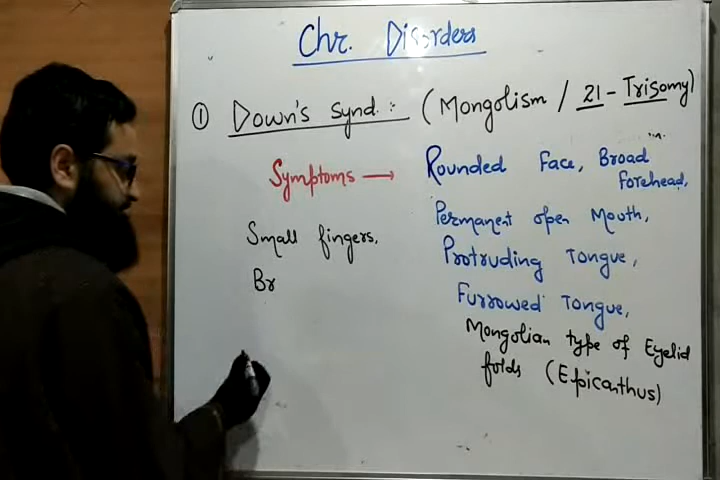 Chr. Disorders
① Down's Synd.:- (Mongolism / 21 - Trisomy)
Symptoms → Rounded Face, Broad
Forehead,
Permanent open Mouth,
Protruding Tongue,
Furrowed Tongue,
Mongolian type of Eyelid
folds (Epicanthus)
Small fingers,
Br